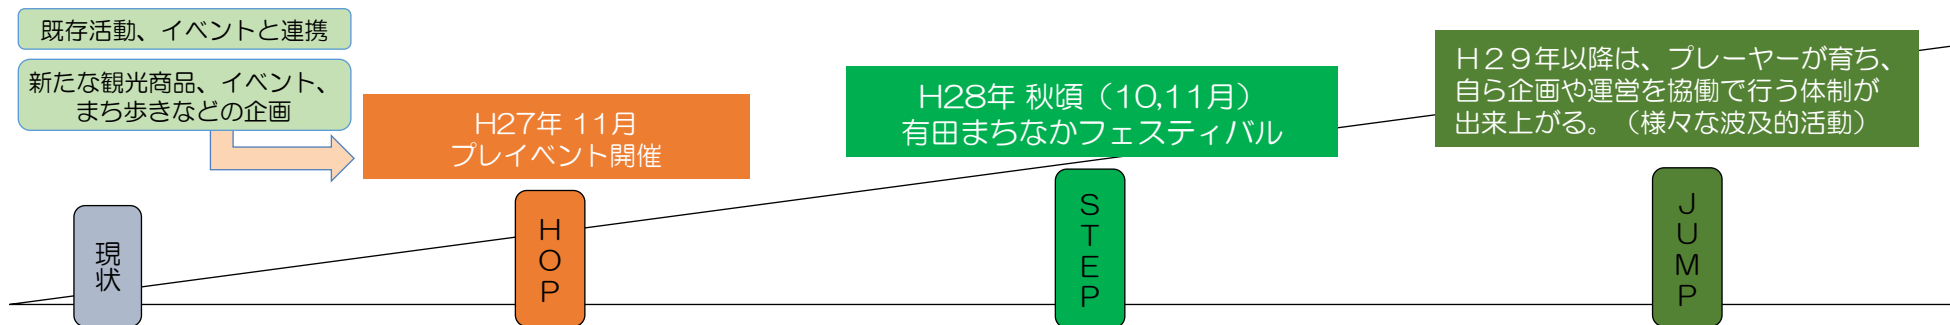 既存活動、イベントと連携
新たな観光商品、イベント、
まち歩きなどの企画
H27年 11月
プレイベント開催
H28年 秋頃（10,11月）
有田まちなかフェスティバル
Ｈ２９年以降は、プレーヤーが育ち、
自ら企画や運営を協働で行う体制が
出来上がる。（様々な波及的活動）
現状
ＨＯＰ
ＳＴＥＰ
ＪＵＭＰ